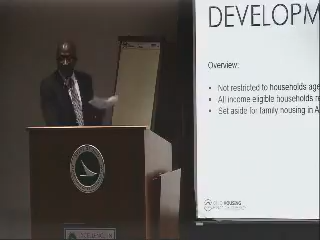 DEVELOPM
Overview:
• Not restricted to households age
• All income eligible households r
• Set aside for family housing in A
HOUSING